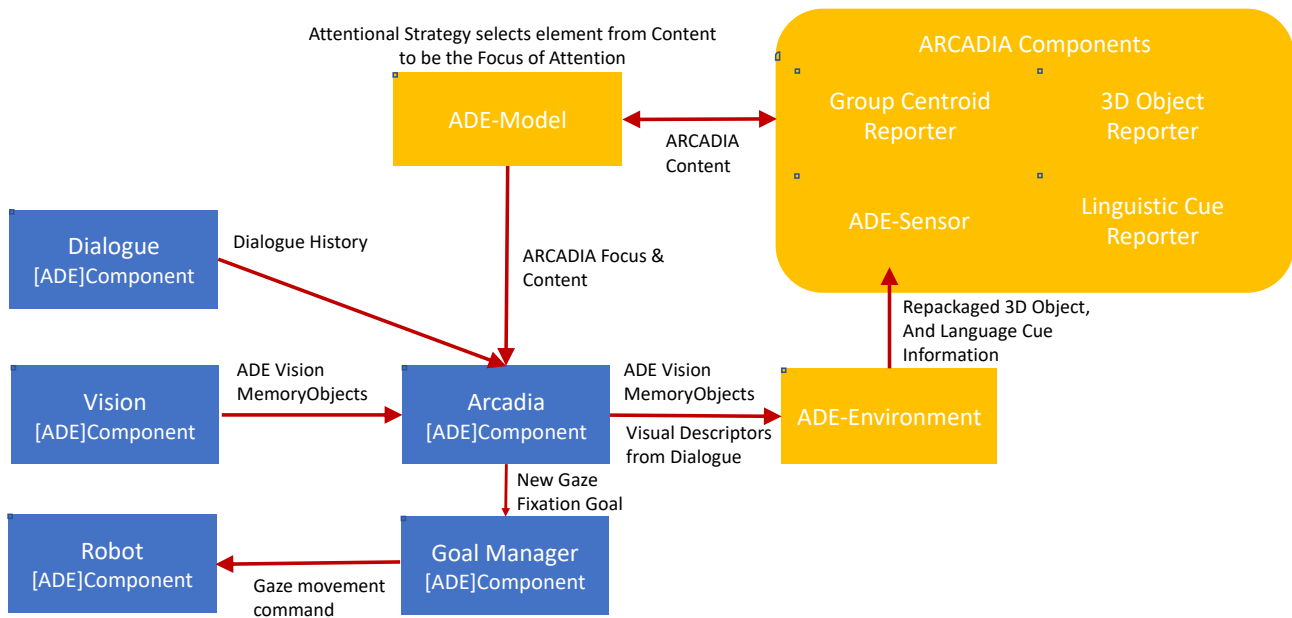 Attentional Strategy selects element from Content
to be the Focus of Attention
ADE-Model
ARCADIA Components
Group Centroid
Reporter
3D Object
Reporter
ARCADIA
Content
ADE-Sensor
Linguistic Cue
Reporter
Dialogue
[ADE]Component
Dialogue History
ARCADIA Focus &
Content
Repackaged 3D Object,
And Language Cue
Information
Vision
[ADE]Component
ADE Vision
MemoryObjects
Arcadia
[ADE]Component
ADE Vision
MemoryObjects
Visual Descriptors
from Dialogue
ADE-Environment
New Gaze
Fixation Goal
Robot
[ADE]Component
Gaze movement
command
Goal Manager
[ADE]Component